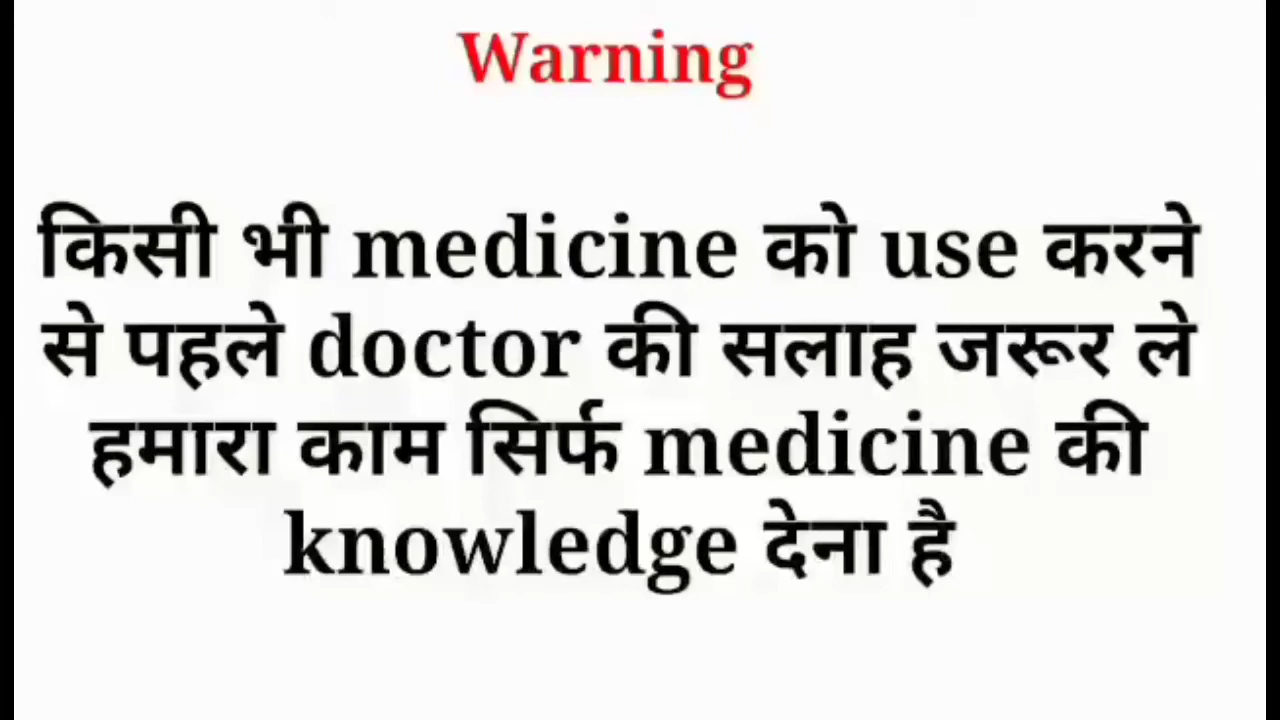 Warning
किसी भी medicine को use करने
से पहले doctor की सलाह जरूर ले
हमारा काम सिर्फ medicine की
knowledge देना है